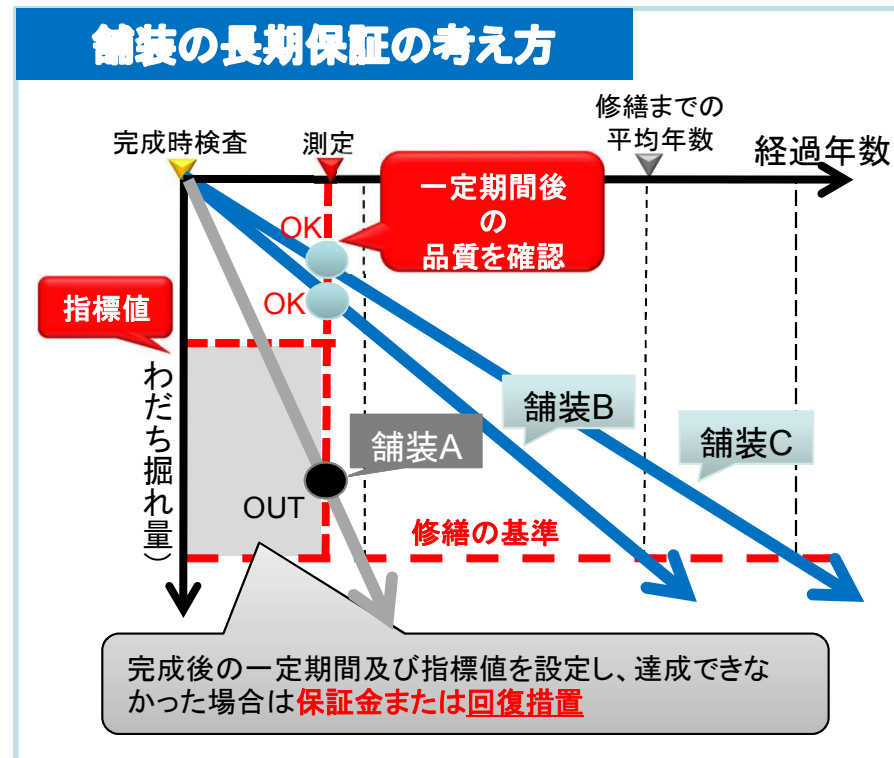 舗装の長期保証の考え方
完成時検査
測定
修繕までの
平均年数
経過年数
一定期間後
の
品質を確認
OK
OK
指標値
わだち掘れ量）
舗装B
舗装C
舗装A
OUT
修繕の基準
完成後の一定期間及び指標値を設定し、達成できな
かった場合は保証金または回復措置